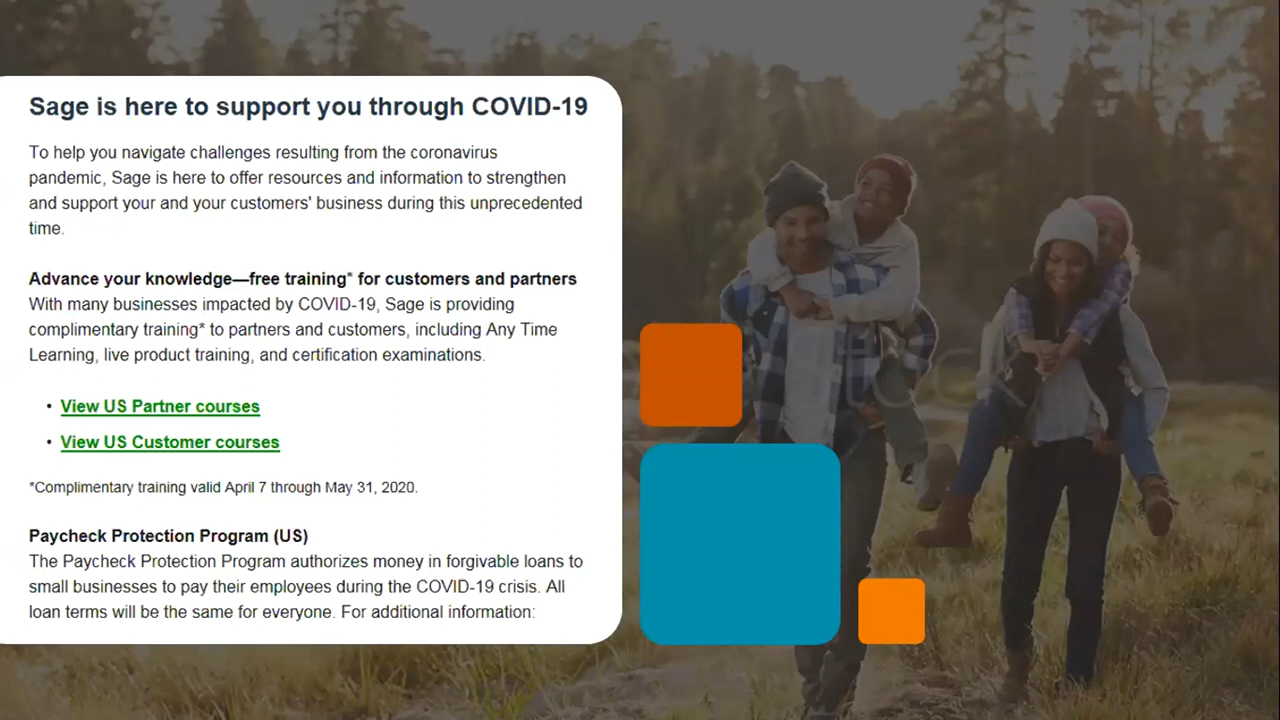 Sage is here to support you through COVID-19
To help you navigate challenges resulting from the coronavirus
pandemic, Sage is here to offer resources and information to strengthen
and support your and your customers' business during this unprecedented
time.
Advance your knowledge—free training* for customers and partners
With many businesses impacted by COVID-19, Sage is providing
complimentary training* to partners and customers, including Any Time
Learning, live product training, and certification examinations.
• View US Partner courses
• View US Customer courses
*Complimentary training valid April 7 through May 31, 2020.
Paycheck Protection Program (US)
The Paycheck Protection Program authorizes money in forgivable loans to
small businesses to pay their employees during the COVID-19 crisis. All
loan terms will be the same for everyone. For additional information: